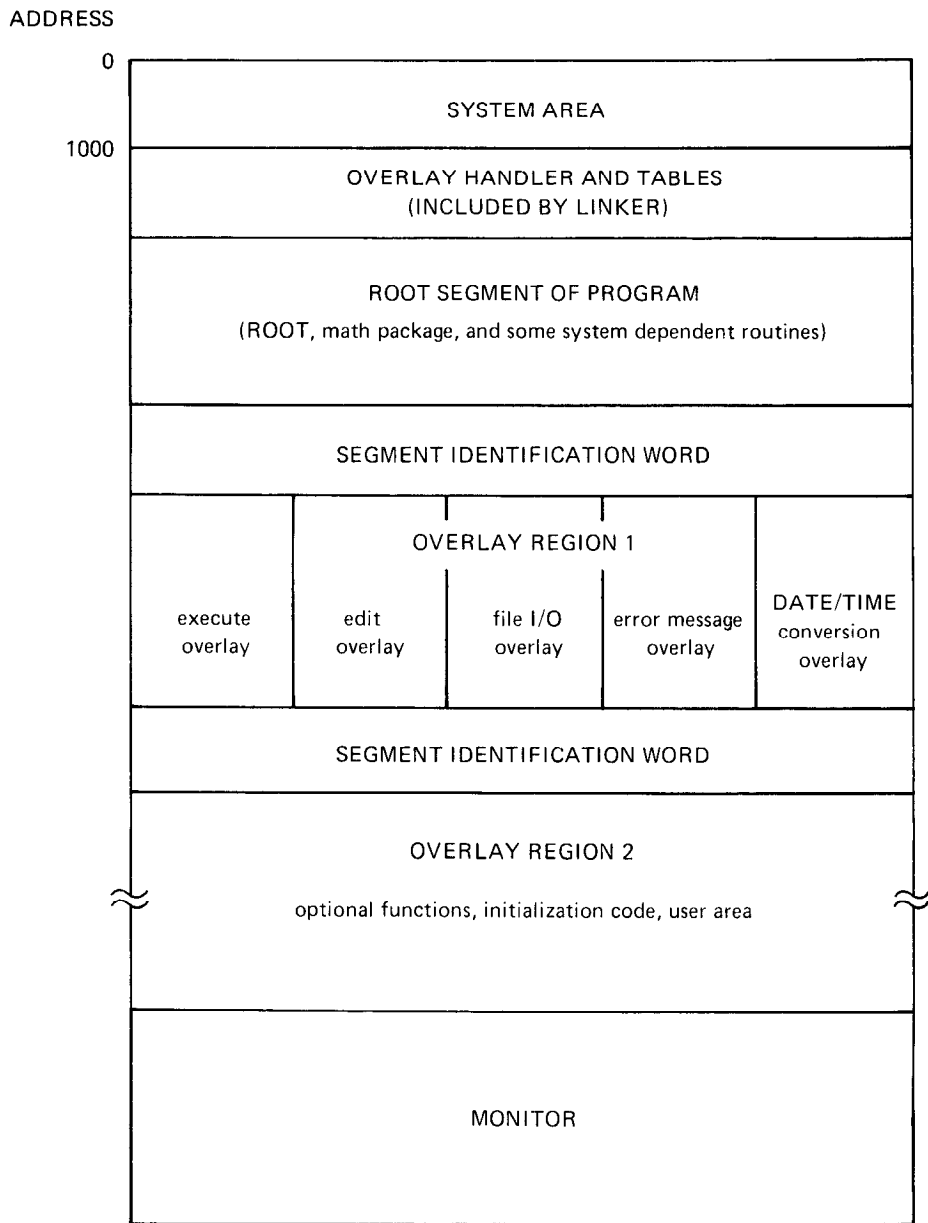 ADDRESS
0
SYSTEM AREA
1000
OVERLAY HANDLER AND TABLES
(INCLUDED BY LINKER)
ROOT SEGMENT OF PROGRAM
(ROOT, math package, and some system dependent routines)
SEGMENT IDENTIFICATION WORD
OVERLAY REGION 1
execute
overlay
edit
overlay
file I/O
overlay
error message
overlay
DATE/TIME
conversion
overlay
SEGMENT IDENTIFICATION WORD
OVERLAY REGION 2
optional functions, initialization code, user area
MONITOR